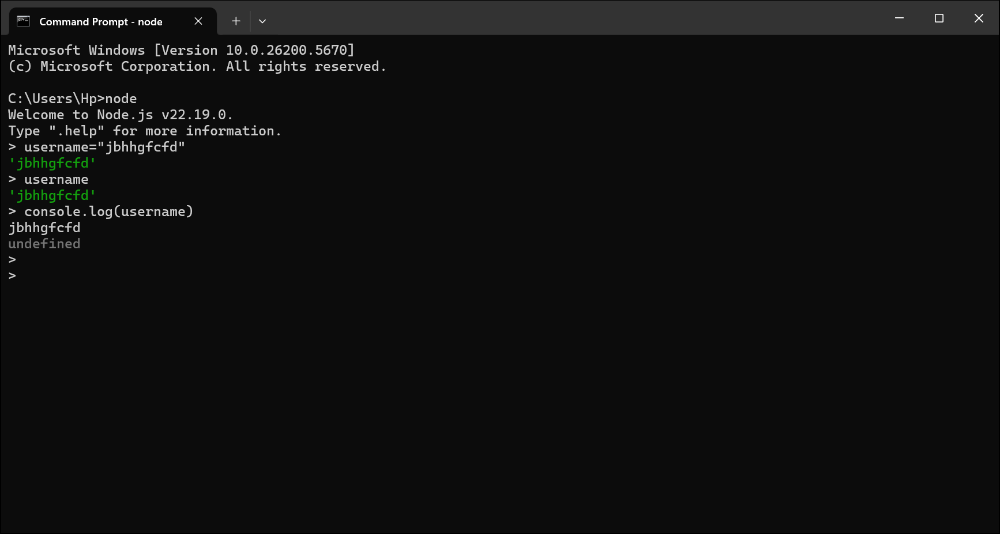 Command Prompt - node
Microsoft Windows [Version 10.0.26200.5670]
(c) Microsoft Corporation. All rights reserved.
C:\Users\Hp>node
Welcome to Node.js v22.19.0.
Type ".help" for more information.
> username="jbhhgfcfd"
'jbhhgfcfd'
> username
'jbhhgfcfd'
> console.log(username)
jbhhgfcfd
undefined
>
>